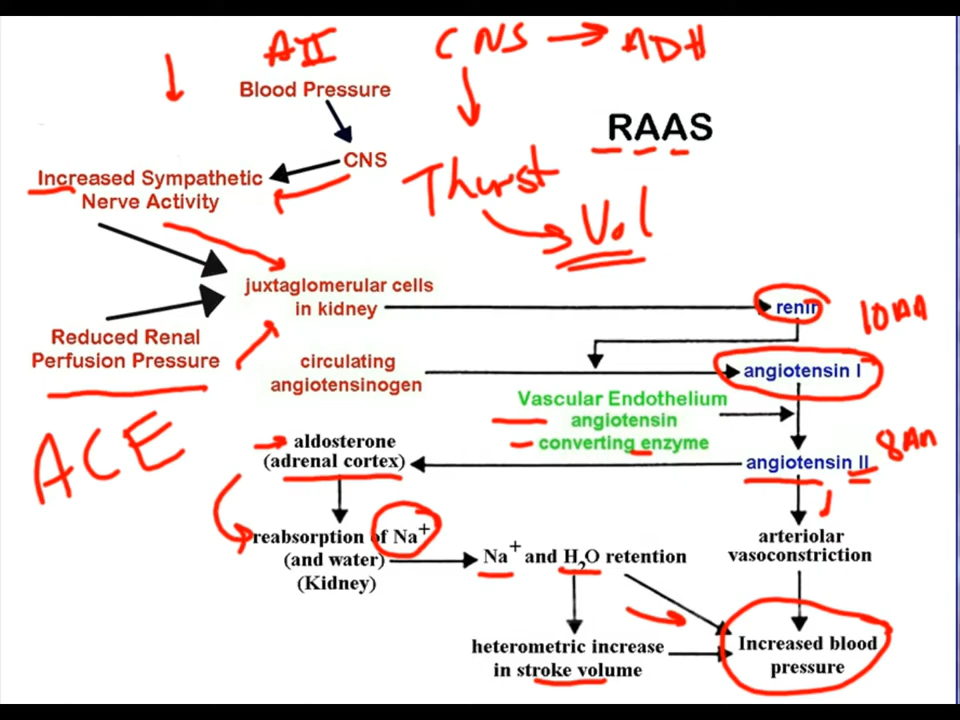 AII
CNS → ADH
Blood Pressure
RAAS
CNS
Increased Sympathetic
Nerve Activity
Thirst
Vol
juxtaglomerular cells
in kidney
renin
10AA
Reduced Renal
Perfusion Pressure
circulating
angiotensinogen
angiotensin I
Vascular Endothelium
angiotensin
converting enzyme
ACE
aldosterone
(adrenal cortex)
angiotensin II
8AA
reabsorption of Na+
(and water)
(Kidney)
Na+ and H2O retention
arteriolar
vasoconstriction
heterometric increase
in stroke volume
Increased blood
pressure